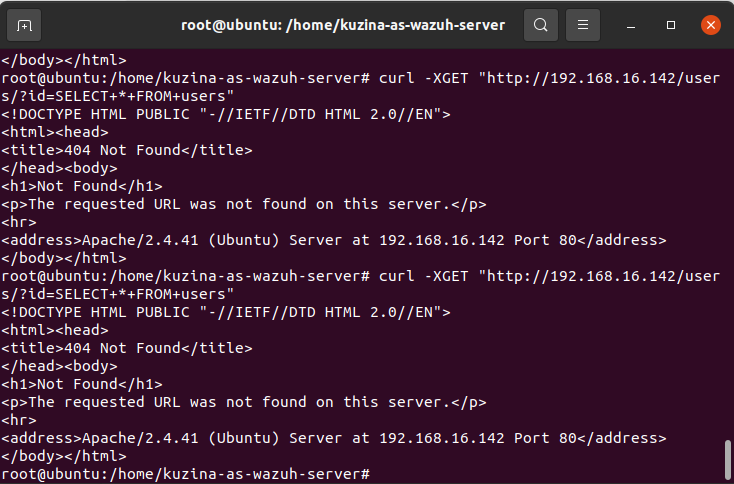 root@ubuntu: /home/kuzina-as-wazuh-server
</body></html>
root@ubuntu:/home/kuzina-as-wazuh-server# curl -XGET "http://192.168.16.142/user
s/?id=SELECT+*+FROM+users"
<!DOCTYPE HTML PUBLIC "-//IETF//DTD HTML 2.0//EN">
<html><head>
<title>404 Not Found</title>
</head><body>
<h1>Not Found</h1>
<p>The requested URL was not found on this server.</p>
<hr>
<address>Apache/2.4.41 (Ubuntu) Server at 192.168.16.142 Port 80</address>
</body></html>
root@ubuntu:/home/kuzina-as-wazuh-server# curl -XGET "http://192.168.16.142/user
s/?id=SELECT+*+FROM+users"
<!DOCTYPE HTML PUBLIC "-//IETF//DTD HTML 2.0//EN">
<html><head>
<title>404 Not Found</title>
</head><body>
<h1>Not Found</h1>
<p>The requested URL was not found on this server.</p>
<hr>
<address>Apache/2.4.41 (Ubuntu) Server at 192.168.16.142 Port 80</address>
</body></html>
root@ubuntu:/home/kuzina-as-wazuh-server#